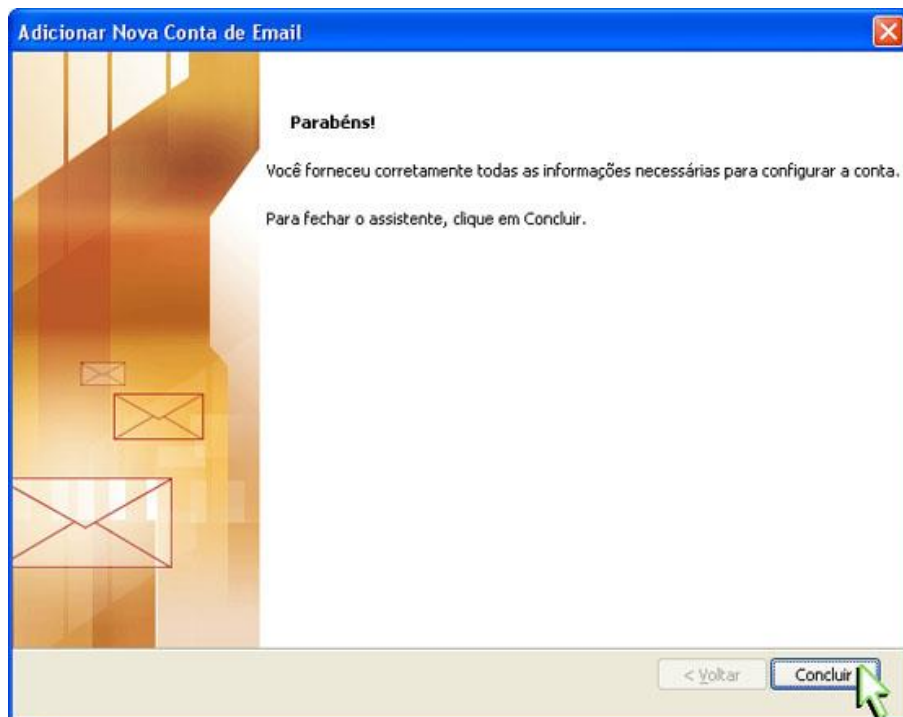 Adicionar Nova Conta de Email
Parabéns!
Você forneceu corretamente todas as informações necessárias para configurar a conta.
Para fechar o assistente, clique em Concluir.
< Voltar
Concluir